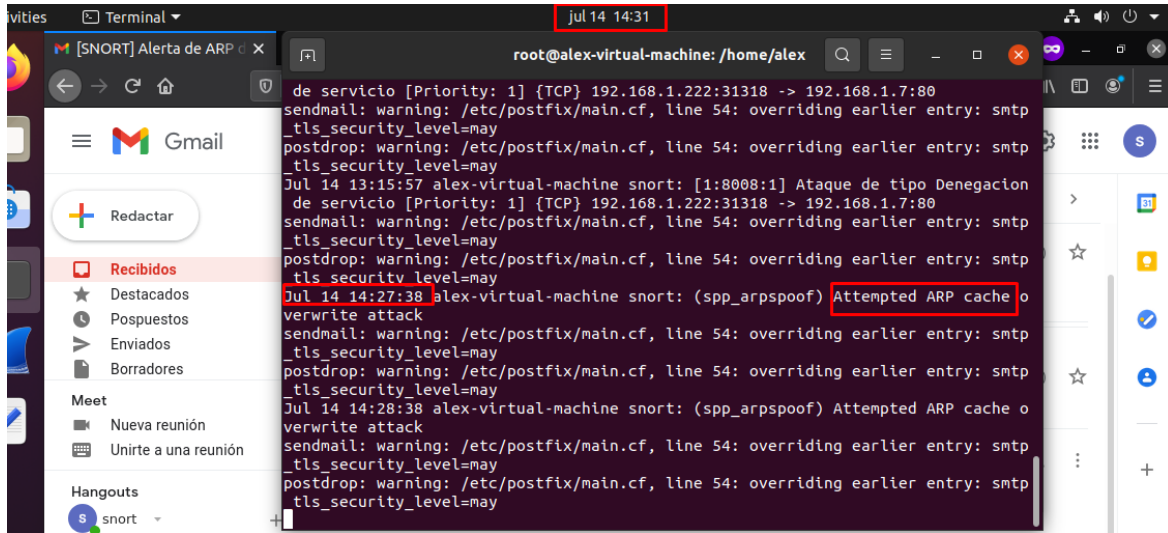 ivities
Terminal
jul 14 14:31
[SNORT] Alerta de ARP d
root@alex-virtual-machine: /home/alex
Gmail
Redactar
Recibidos
Destacados
Pospuestos
Enviados
Borradores
Meet
Nueva reunión
Unirte a una reunión
Hangouts
S snort
de servicio [Priority: 1] {TCP} 192.168.1.222:31318 -> 192.168.1.7:80
sendmail: warning: /etc/postfix/main.cf, line 54: overriding earlier entry: smtp
_tls_security_level=may
postdrop: warning: /etc/postfix/main.cf, line 54: overriding earlier entry: smtp
_tls_security_level=may
Jul 14 13:15:57 alex-virtual-machine snort: [1:8008:1] Ataque de tipo Denegacion
de servicio [Priority: 1] {TCP} 192.168.1.222:31318 -> 192.168.1.7:80
sendmail: warning: /etc/postfix/main.cf, line 54: overriding earlier entry: smtp
_tls_security_level=may
postdrop: warning: /etc/postfix/main.cf, line 54: overriding earlier entry: smtp
_tls_security_level=may
Jul 14 14:27:38 alex-virtual-machine snort: (spp_arpspoof) Attempted ARP cache o
verwrite attack
sendmail: warning: /etc/postfix/main.cf, line 54: overriding earlier entry: smtp
_tls_security_level=may
postdrop: warning: /etc/postfix/main.cf, line 54: overriding earlier entry: smtp
_tls_security_level=may
Jul 14 14:28:38 alex-virtual-machine snort: (spp_arpspoof) Attempted ARP cache o
verwrite attack
sendmail: warning: /etc/postfix/main.cf, line 54: overriding earlier entry: smtp
_tls_security_level=may
postdrop: warning: /etc/postfix/main.cf, line 54: overriding earlier entry: smtp
_tls_security_level=may
S
31